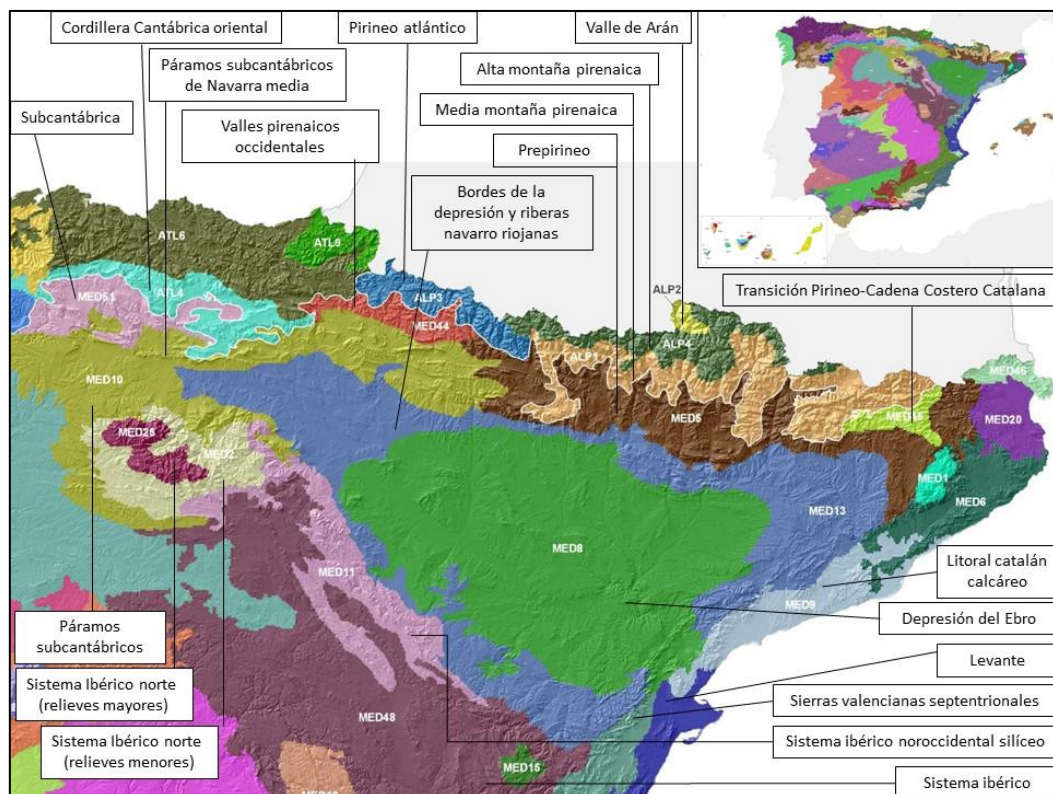 Cordillera Cantábrica oriental
Pirineo atlántico
Valle de Arán
Páramos subcantábricos
de Navarra media
Alta montaña pirenaica
Subcantábrica
Valles pirenaicos
occidentales
Media montaña pirenaica
Prepirineo
Bordes de la
depresión y riberas
navarro riojanas
Transición Pirineo-Cadena Costero Catalana
ATL6
ATL9
ALP2
MED51
ATL4
ALP3
MED44
ALP1
ALP4
MED46
MED10
MED5
MED20
MED25
MED2
MED1
MED6
MED13
MED8
MED11
MED9
Litoral catalán
calcáreo
Depresión del Ebro
Páramos
subcantábricos
Levante
Sistema Ibérico norte
(relieves mayores)
Sierras valencianas septentrionales
MED48
Sistema Ibérico norte
(relieves menores)
Sistema ibérico noroccidental silíceo
MED15
Sistema ibérico